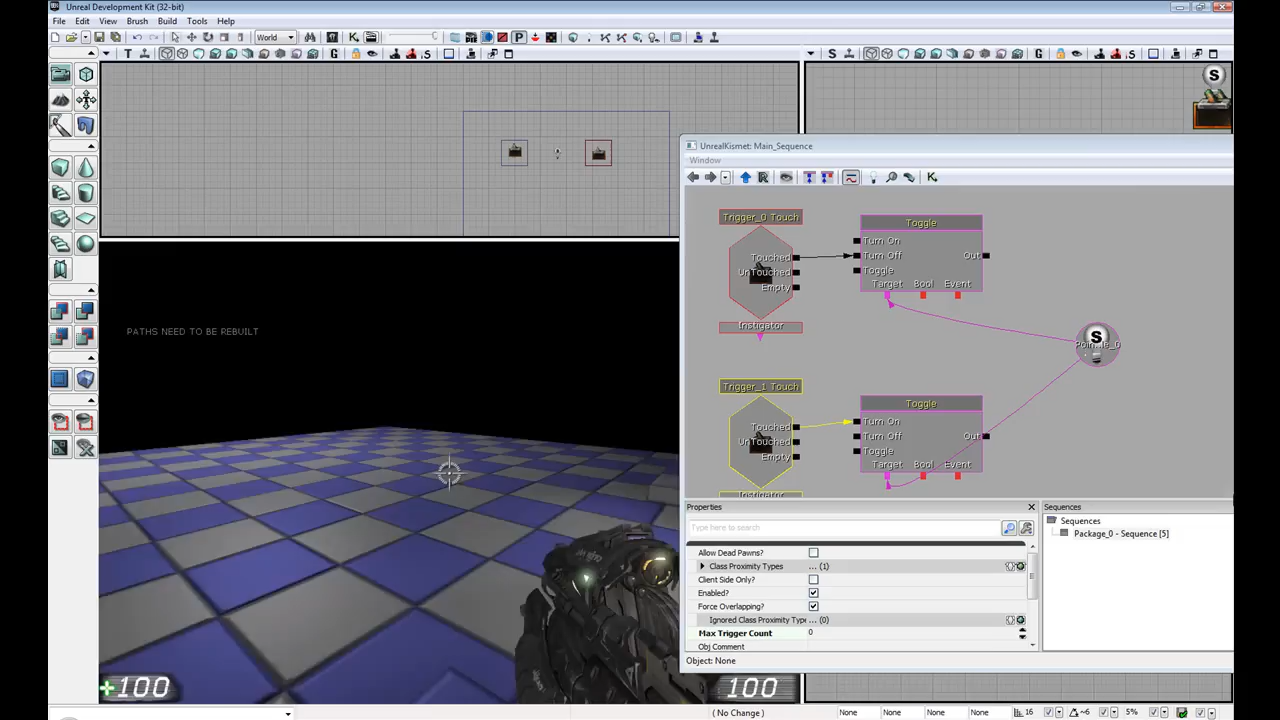 Unreal Development Kit (32-bit)
File Edit View Brush Build Tools Help
World
UnrealKismet: Main_Sequence
Window
Trigger_0 Touch
Touched
UnTouched
Empty
Instigator
Toggle
Turn On
Turn Off
Toggle
Out
Target Bool Event
S
Trigger_1 Touch
Touched
UnTouched
Empty
Instigator
Toggle
Turn On
Turn Off
Toggle
Out
Target Bool Event
PATHS NEED TO BE REBUILT
Properties
Type here to search
Allow Dead Pawns?
Class Proximity Types ... (1)
Client Side Only?
Enabled?
Force Overlapping?
Ignored Class Proximity Type ... (0)
Max Trigger Count 0
Obj Comment
Object: None
Sequences
Sequences
Package_0 - Sequence [5]
+100
100
(No Change) None None None None 16 ~6 5%